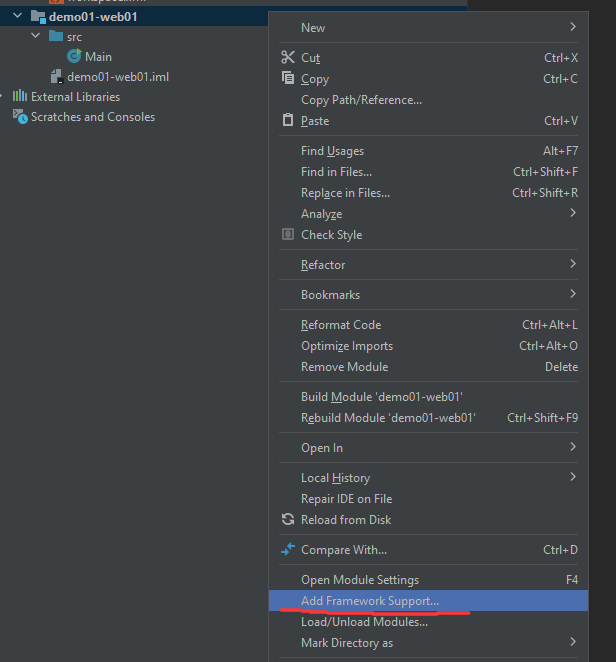 demo01-web01
src
Main
demo01-web01.iml
External Libraries
Scratches and Consoles
New
Cut Ctrl+X
Copy Ctrl+C
Copy Path/Reference...
Paste Ctrl+V
Find Usages Alt+F7
Find in Files... Ctrl+Shift+F
Replace in Files... Ctrl+Shift+R
Analyze
Check Style
Refactor
Bookmarks
Reformat Code Ctrl+Alt+L
Optimize Imports Ctrl+Alt+O
Remove Module Delete
Build Module 'demo01-web01'
Rebuild Module 'demo01-web01' Ctrl+Shift+F9
Open In
Local History
Repair IDE on File
Reload from Disk
Compare With... Ctrl+D
Open Module Settings F4
Add Framework Support...
Load/Unload Modules...
Mark Directory as